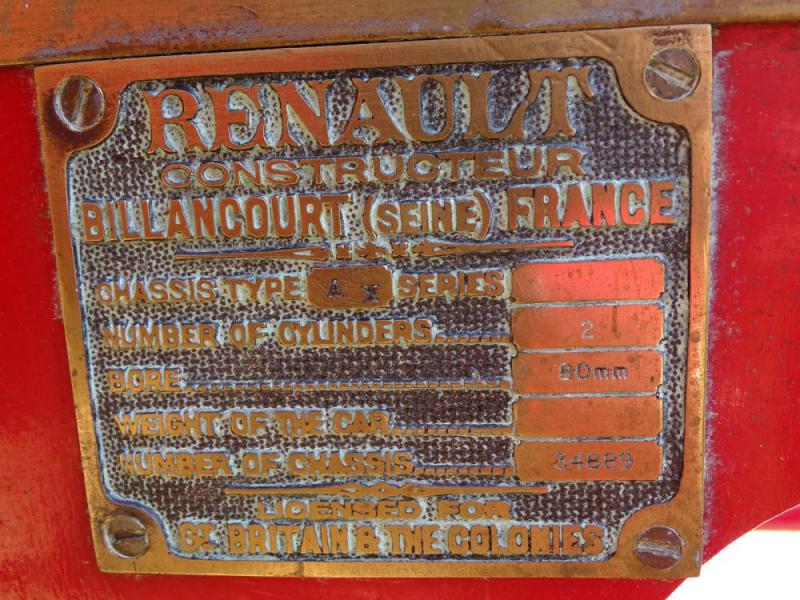 RENAULT
CONSTRUCTEUR
BILLANCOURT (SEINE) FRANCE
CHASSIS TYPE AX SERIES
NUMBER OF CYLINDERS 2
BORE 80mm
WEIGHT OF THE CAR
NUMBER OF CHASSIS 34889
LICENSED FOR
GT BRITAIN & THE COLONIES